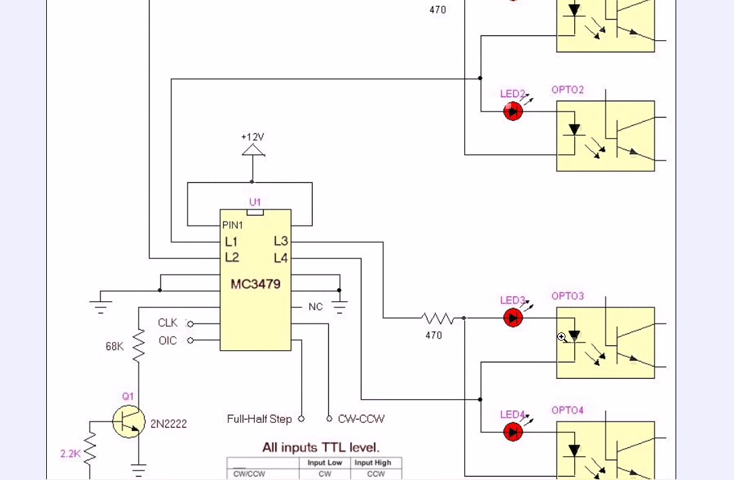 470
LED2
OPTO2
+12V
U1
PIN1
L1
L3
L2
L4
MC3479
NC
CLK
OIC
68K
470
LED3
OPTO3
Q1
2N2222
2.2K
Full-Half Step
CW-CCW
LED4
OPTO4
All inputs TTL level.
Input Low
Input High
CW/CCW
CW
CCW